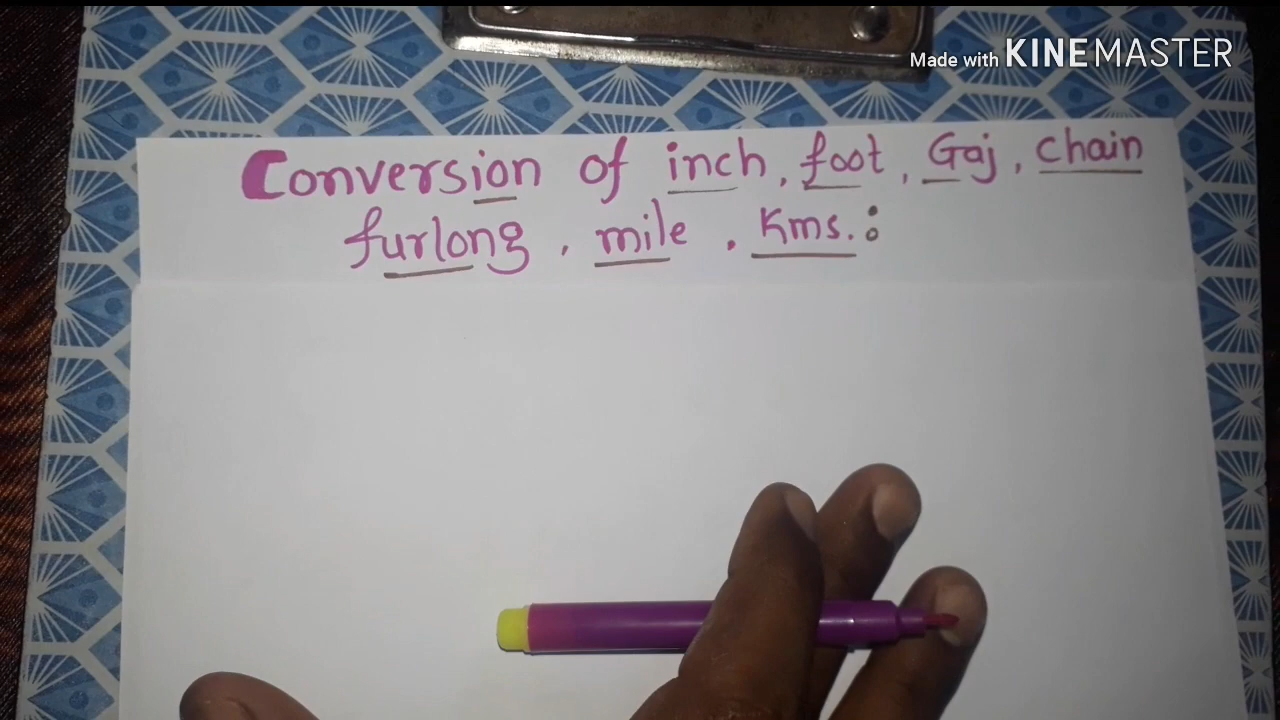 Made with KINEMASTER
Conversion of inch, foot, Gaj, Chain
furlong, mile, Kms.: